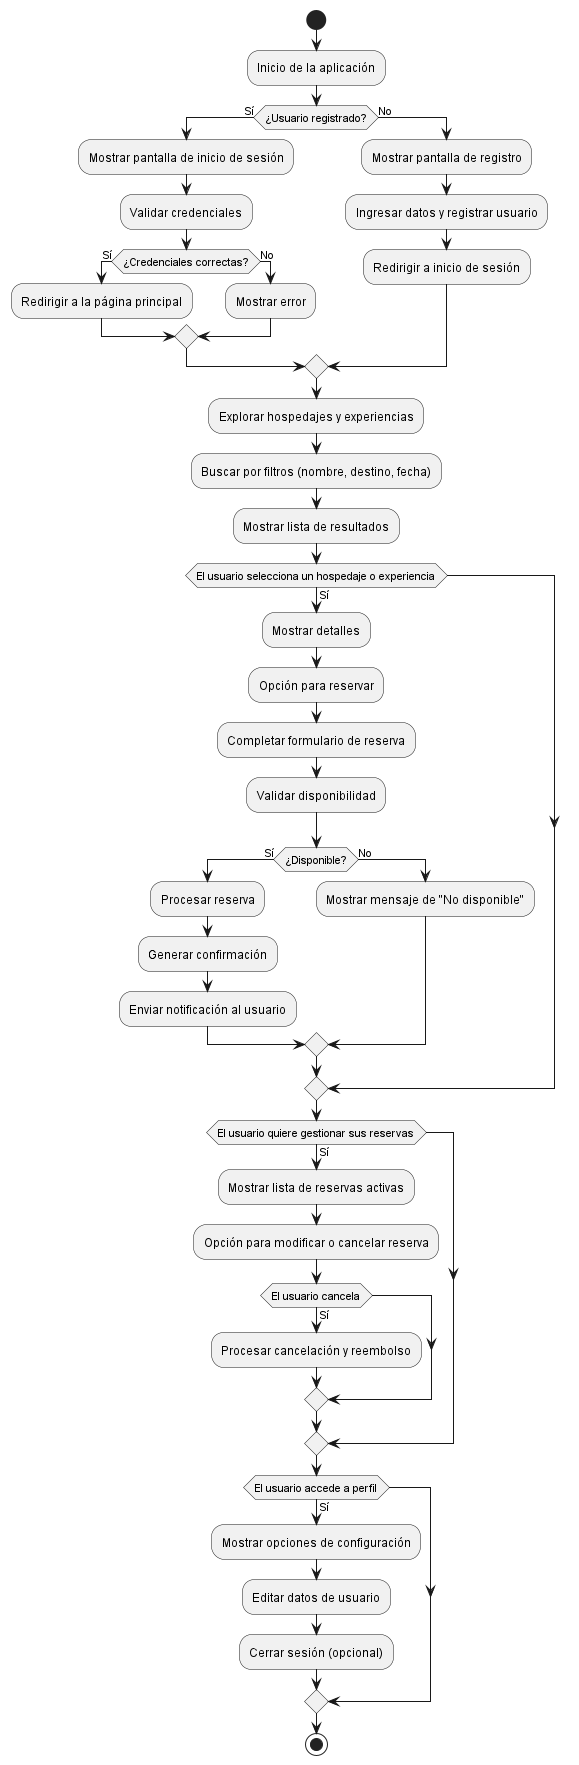 Inicio de la aplicación
Sí
¿Usuario registrado?
No
Mostrar pantalla de inicio de sesión
Mostrar pantalla de registro
Validar credenciales
Ingresar datos y registrar usuario
Sí
¿Credenciales correctas?
No
Redirigir a inicio de sesión
Redirigir a la página principal
Mostrar error
Explorar hospedajes y experiencias
Buscar por filtros (nombre, destino, fecha)
Mostrar lista de resultados
El usuario selecciona un hospedaje o experiencia
Sí
Mostrar detalles
Opción para reservar
Completar formulario de reserva
Validar disponibilidad
Sí
¿Disponible?
No
Procesar reserva
Mostrar mensaje de "No disponible"
Generar confirmación
Enviar notificación al usuario
El usuario quiere gestionar sus reservas
Sí
Mostrar lista de reservas activas
Opción para modificar o cancelar reserva
El usuario cancela
Sí
Procesar cancelación y reembolso
El usuario accede a perfil
Sí
Mostrar opciones de configuración
Editar datos de usuario
Cerrar sesión (opcional)